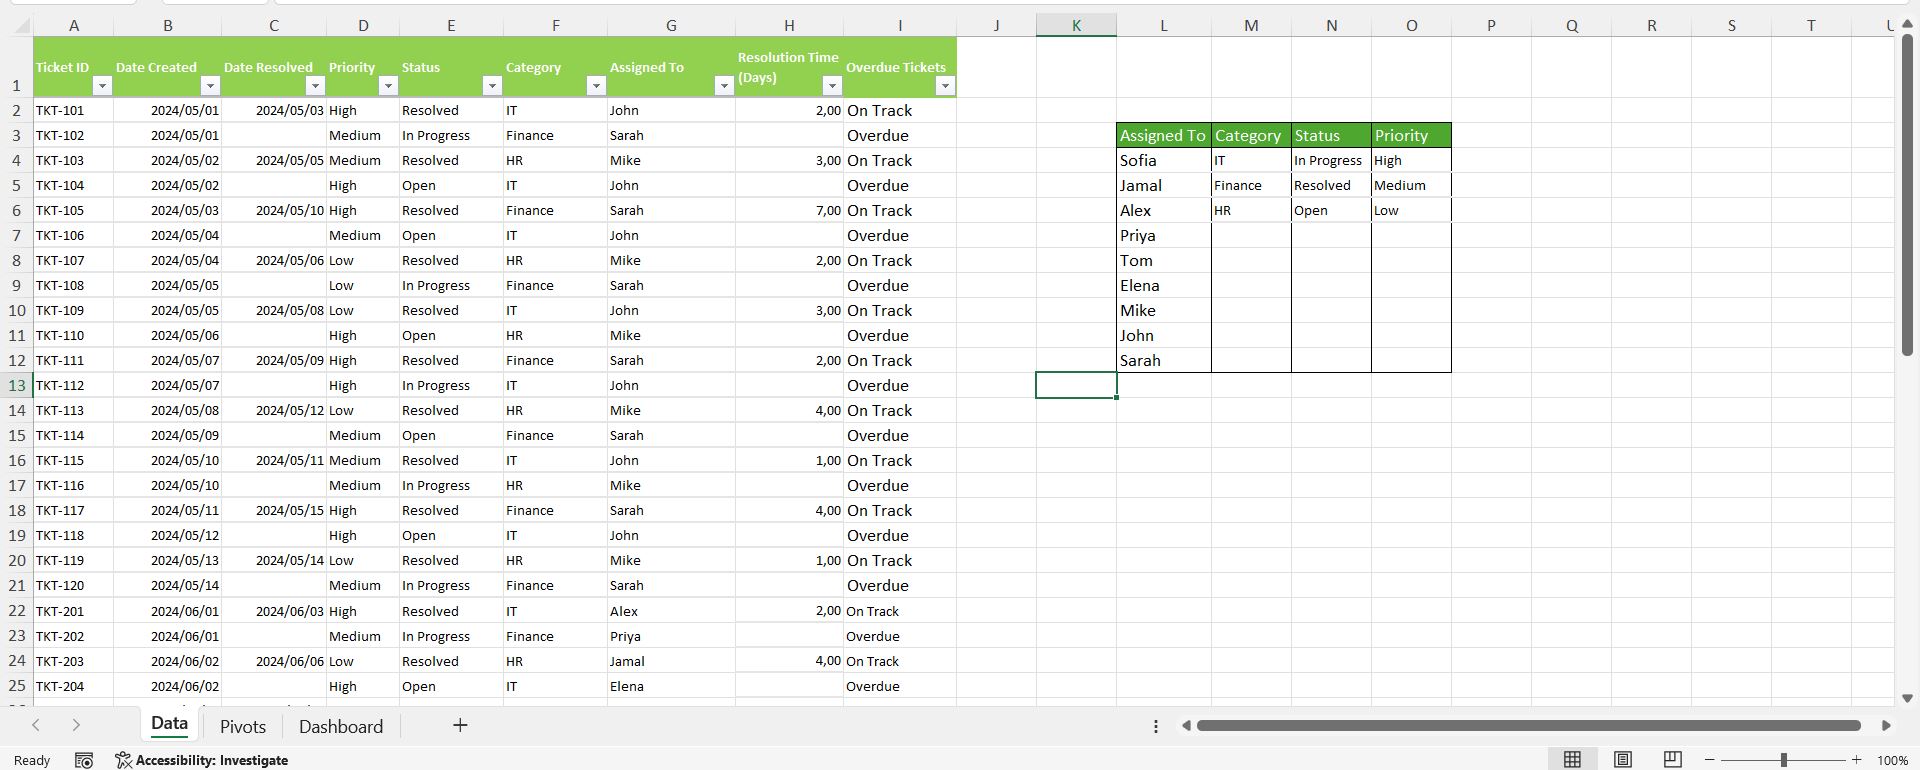 A B C D E F G H I J K L M N O P Q R S T U
1 Ticket ID Date Created Date Resolved Priority Status Category Assigned To Resolution Time (Days) Overdue Tickets
2 TKT-101 2024/05/01 2024/05/03 High Resolved IT John 2,00 On Track
3 TKT-102 2024/05/01 Medium In Progress Finance Sarah Overdue Assigned To Category Status Priority
4 TKT-103 2024/05/02 2024/05/05 Medium Resolved HR Mike 3,00 On Track Sofia IT In Progress High
5 TKT-104 2024/05/02 High Open IT John Overdue Jamal Finance Resolved Medium
6 TKT-105 2024/05/03 2024/05/10 High Resolved Finance Sarah 7,00 On Track Alex HR Open Low
7 TKT-106 2024/05/04 Medium Open IT John Overdue Priya
8 TKT-107 2024/05/04 2024/05/06 Low Resolved HR Mike 2,00 On Track Tom
9 TKT-108 2024/05/05 Low In Progress Finance Sarah Overdue Elena
10 TKT-109 2024/05/05 2024/05/08 Low Resolved IT John 3,00 On Track Mike
11 TKT-110 2024/05/06 High Open HR Mike Overdue John
12 TKT-111 2024/05/07 2024/05/09 High Resolved Finance Sarah 2,00 On Track Sarah
13 TKT-112 2024/05/07 High In Progress IT John Overdue
14 TKT-113 2024/05/08 2024/05/12 Low Resolved HR Mike 4,00 On Track
15 TKT-114 2024/05/09 Medium Open Finance Sarah Overdue
16 TKT-115 2024/05/10 2024/05/11 Medium Resolved IT John 1,00 On Track
17 TKT-116 2024/05/10 Medium In Progress HR Mike Overdue
18 TKT-117 2024/05/11 2024/05/15 High Resolved Finance Sarah 4,00 On Track
19 TKT-118 2024/05/12 High Open IT John Overdue
20 TKT-119 2024/05/13 2024/05/14 Low Resolved HR Mike 1,00 On Track
21 TKT-120 2024/05/14 Medium In Progress Finance Sarah Overdue
22 TKT-201 2024/06/01 2024/06/03 High Resolved IT Alex 2,00 On Track
23 TKT-202 2024/06/01 Medium In Progress Finance Priya Overdue
24 TKT-203 2024/06/02 2024/06/06 Low Resolved HR Jamal 4,00 On Track
25 TKT-204 2024/06/02 High Open IT Elena Overdue
Data Pivots Dashboard
Ready Accessibility: Investigate 100%